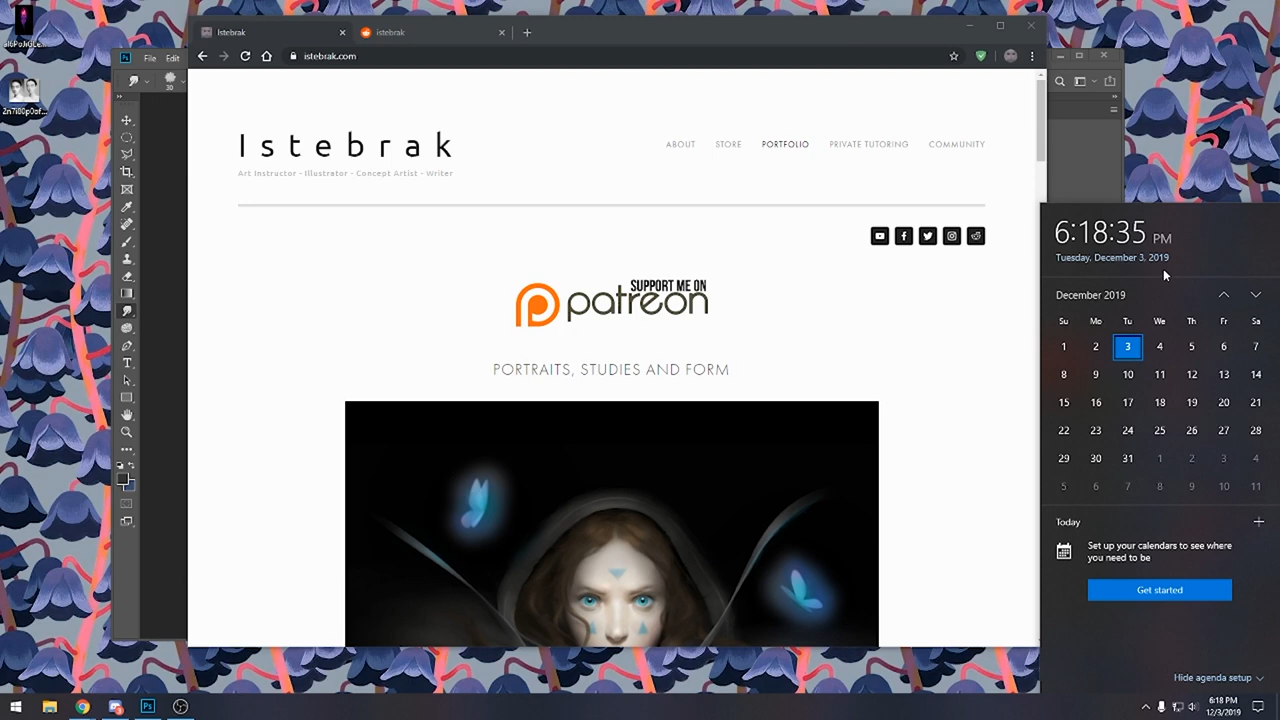 Istebrak
istebrak
Ps File Edit
istebrak.com
30
Istebrak
Art Instructor - Illustrator - Concept Artist - Writer
ABOUT STORE PORTFOLIO PRIVATE TUTORING COMMUNITY
SUPPORT ME ON
patreon
PORTRAITS, STUDIES AND FORM
6:18:35 PM
Tuesday, December 3, 2019
December 2019
Su Mo Tu We Th Fr Sa
1 2 3 4 5 6 7
8 9 10 11 12 13 14
15 16 17 18 19 20 21
22 23 24 25 26 27 28
29 30 31 1 2 3 4
5 6 7 8 9 10 11
Today
Set up your calendars to see where
you need to be
Get started
Hide agenda setup
Ps
6:18 PM
12/3/2019